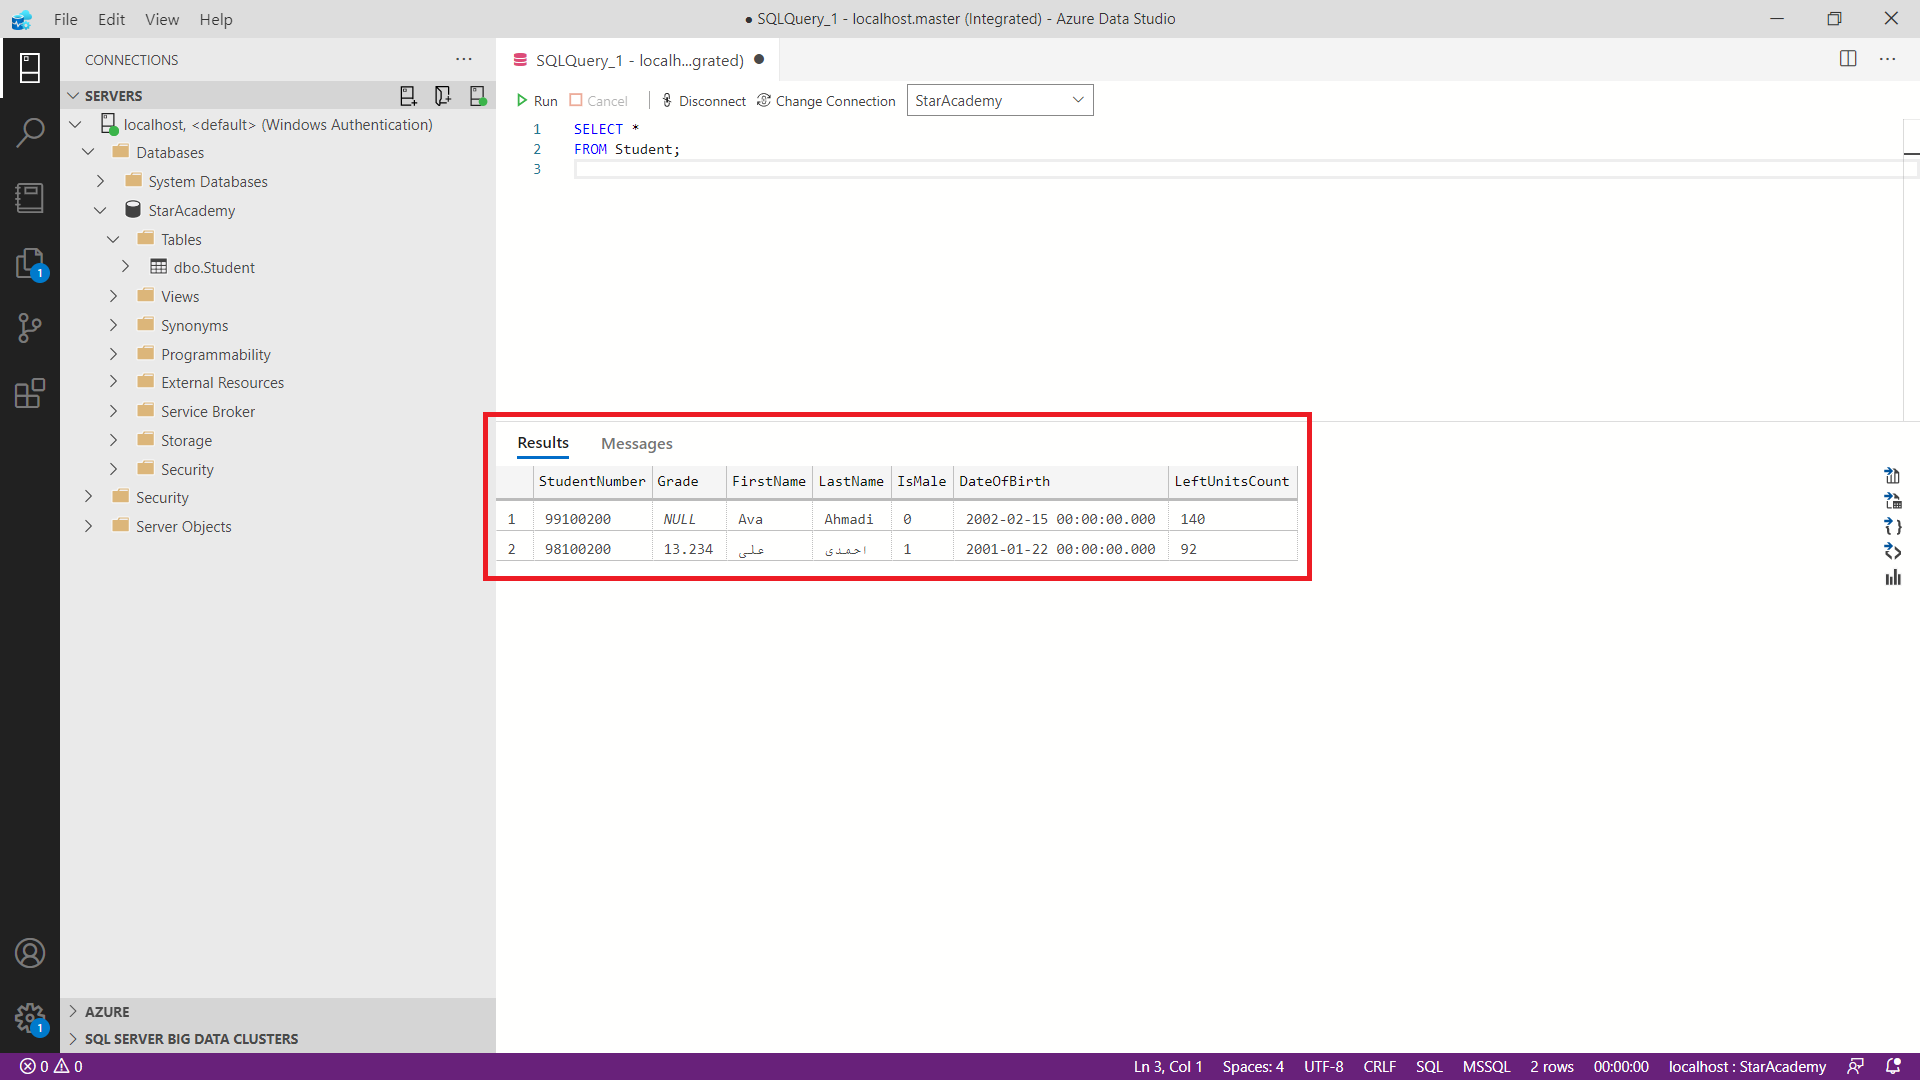 File Edit View Help
● SQLQuery_1 - localhost.master (Integrated) - Azure Data Studio
CONNECTIONS
SERVERS
localhost, <default> (Windows Authentication)
Databases
System Databases
StarAcademy
Tables
dbo.Student
Views
Synonyms
Programmability
External Resources
Service Broker
Storage
Security
Security
Server Objects
AZURE
SQL SERVER BIG DATA CLUSTERS
1
1
SQLQuery_1 - localh...grated) ●
Run Cancel Disconnect Change Connection StarAcademy
1 SELECT *
2 FROM Student;
3
Results Messages
StudentNumber Grade FirstName LastName IsMale DateOfBirth LeftUnitsCount
1 99100200 NULL Ava Ahmadi 0 2002-02-15 00:00:00.000 140
2 98100200 13.234 علی احمدی 1 2001-01-22 00:00:00.000 92
0 0 Ln 3, Col 1 Spaces: 4 UTF-8 CRLF SQL MSSQL 2 rows 00:00:00 localhost : StarAcademy